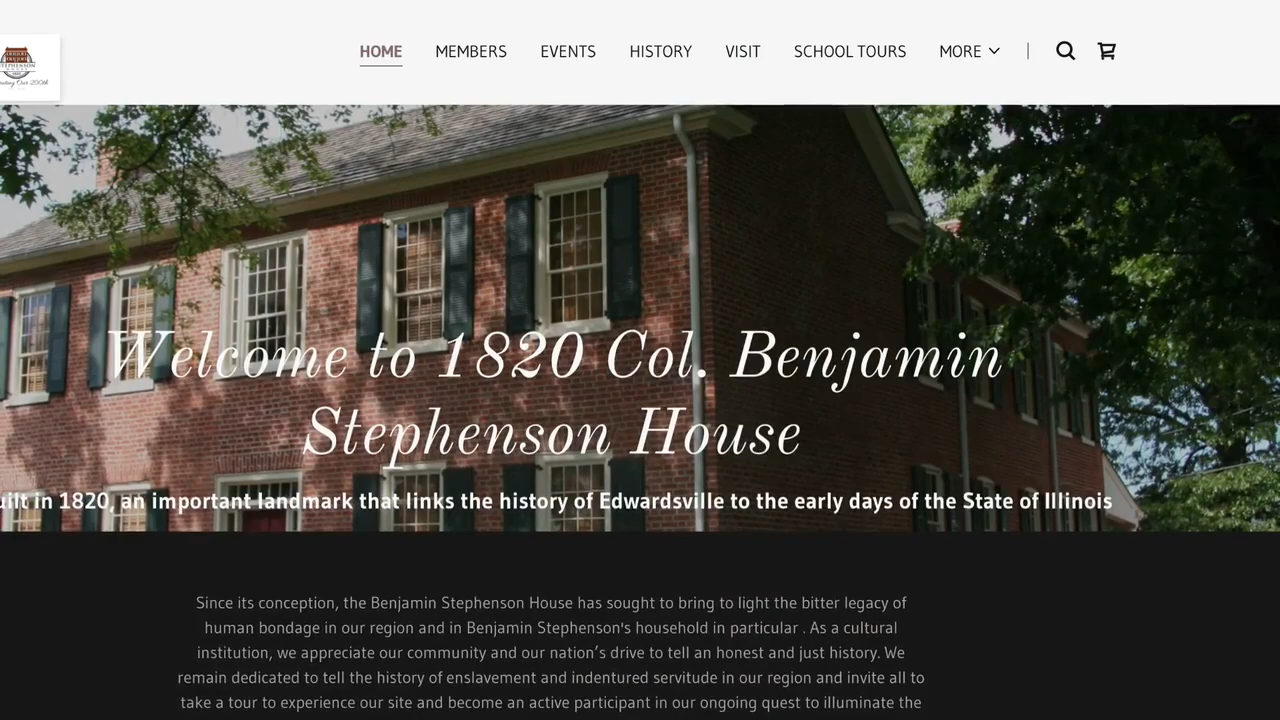 HOME MEMBERS EVENTS HISTORY VISIT SCHOOL TOURS MORE
Welcome to 1820 Col. Benjamin
Stephenson House
in 1820, an important landmark that links the history of Edwardsville to the early days of the State of Illinois
Since its conception, the Benjamin Stephenson House has sought to bring to light the bitter legacy of
human bondage in our region and in Benjamin Stephenson's household in particular . As a cultural
institution, we appreciate our community and our nation’s drive to tell an honest and just history. We
remain dedicated to tell the history of enslavement and indentured servitude in our region and invite all to
take a tour to experience our site and become an active participant in our ongoing quest to illuminate the